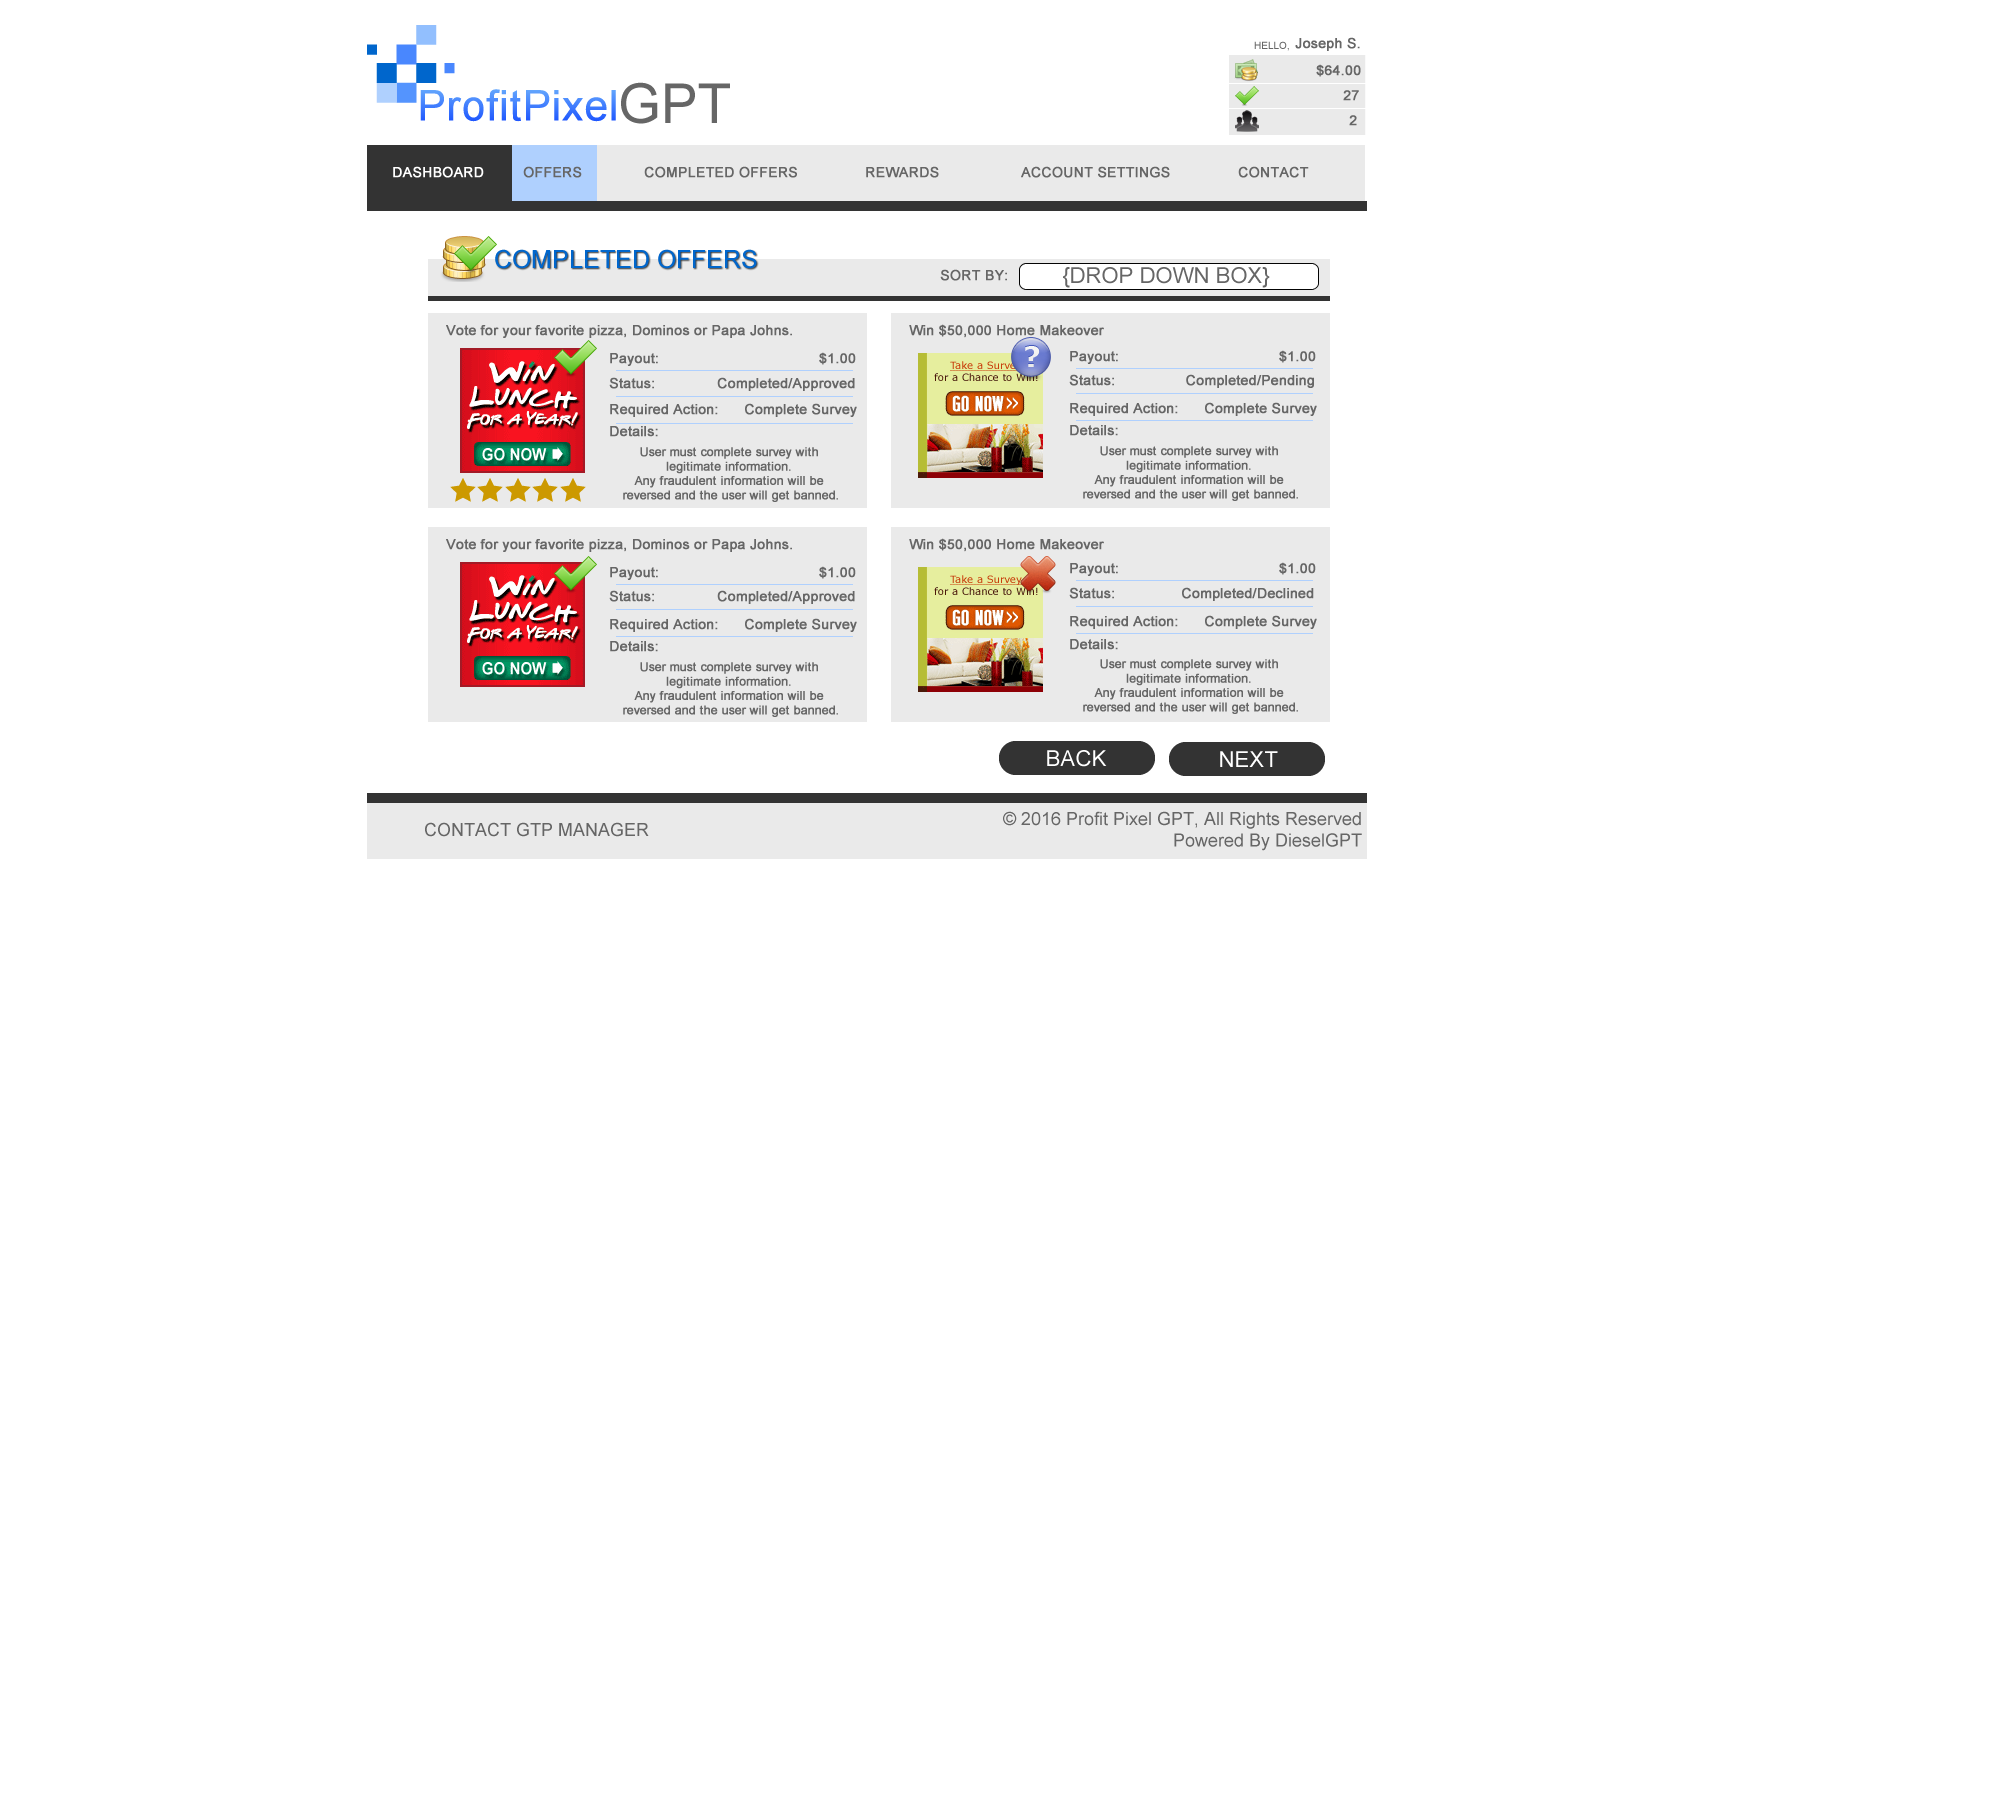 ProfitPixelGPT
HELLO, Joseph S.
$64.00
27
2
DASHBOARD
OFFERS
COMPLETED OFFERS
REWARDS
ACCOUNT SETTINGS
CONTACT
COMPLETED OFFERS
SORT BY:
{DROP DOWN BOX}
Vote for your favorite pizza, Dominos or Papa Johns.
WiN
LUNCH
FOR A YEAR!
GO NOW
Payout: $1.00
Status: Completed/Approved
Required Action: Complete Survey
Details:
User must complete survey with
legitimate information.
Any fraudulent information will be
reversed and the user will get banned.
Win $50,000 Home Makeover
Take a Survey
for a Chance to Win!
GO NOW >>
?
Payout: $1.00
Status: Completed/Pending
Required Action: Complete Survey
Details:
User must complete survey with
legitimate information.
Any fraudulent information will be
reversed and the user will get banned.
Vote for your favorite pizza, Dominos or Papa Johns.
WiN
LUNCH
FOR A YEAR!
GO NOW
Payout: $1.00
Status: Completed/Approved
Required Action: Complete Survey
Details:
User must complete survey with
legitimate information.
Any fraudulent information will be
reversed and the user will get banned.
Win $50,000 Home Makeover
Take a Survey
for a Chance to Win!
GO NOW >>
Payout: $1.00
Status: Completed/Declined
Required Action: Complete Survey
Details:
User must complete survey with
legitimate information.
Any fraudulent information will be
reversed and the user will get banned.
BACK
NEXT
CONTACT GTP MANAGER
© 2016 Profit Pixel GPT, All Rights Reserved
Powered By DieselGPT